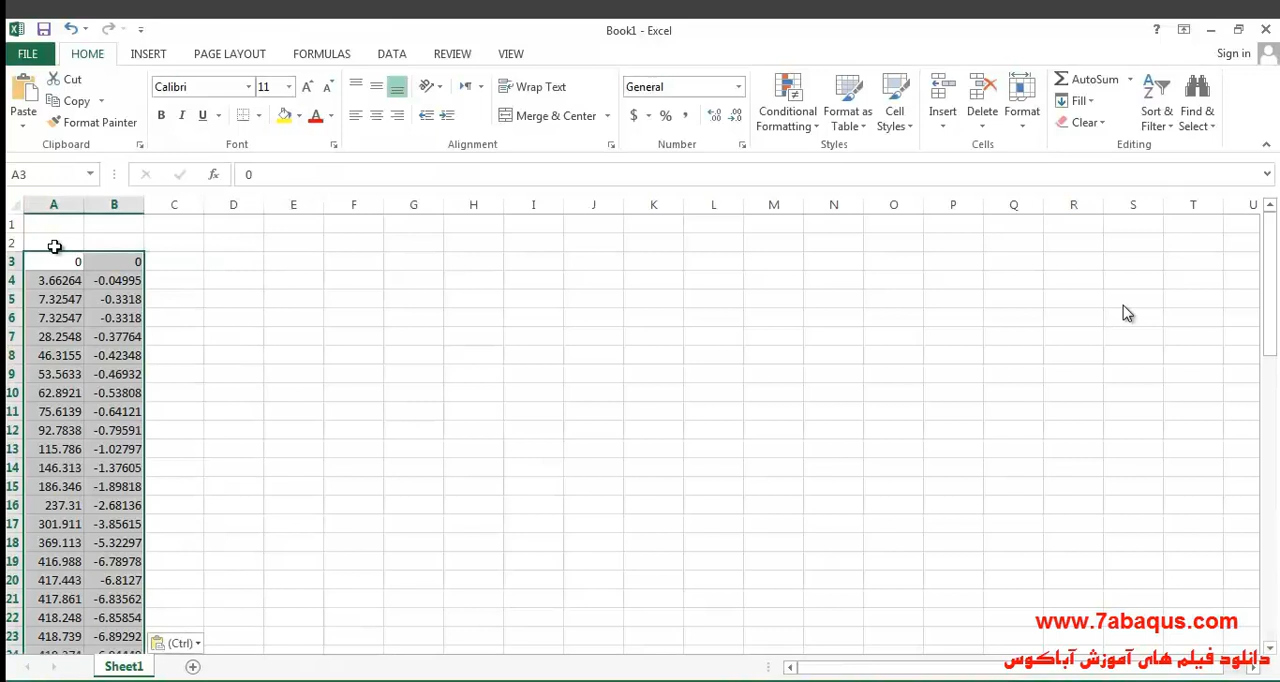 Book1 - Excel
?
Sign in
FILE HOME INSERT PAGE LAYOUT FORMULAS DATA REVIEW VIEW
Paste
Cut
Copy
Format Painter
Clipboard
Calibri 11
B I U
Font
Wrap Text
Merge & Center
Alignment
General
$ % ,
Number
Conditional Formatting
Format as Table
Cell Styles
Styles
Insert Delete Format
Cells
AutoSum
Fill
Clear
Sort & Filter
Find & Select
Editing
A3 fx 0
A B C D E F G H I J K L M N O P Q R S T U
1
2
3 0 0
4 3.66264 -0.04995
5 7.32547 -0.3318
6 7.32547 -0.3318
7 28.2548 -0.37764
8 46.3155 -0.42348
9 53.5633 -0.46932
10 62.8921 -0.53808
11 75.6139 -0.64121
12 92.7838 -0.79591
13 115.786 -1.02797
14 146.313 -1.37605
15 186.346 -1.89818
16 237.31 -2.68136
17 301.911 -3.85615
18 369.113 -5.32297
19 416.988 -6.78978
20 417.443 -6.8127
21 417.861 -6.83562
22 418.248 -6.85854
23 418.739 -6.89292
(Ctrl)
Sheet1
www.7abaqus.com
دانلود فیلم های آموزش آباکوس